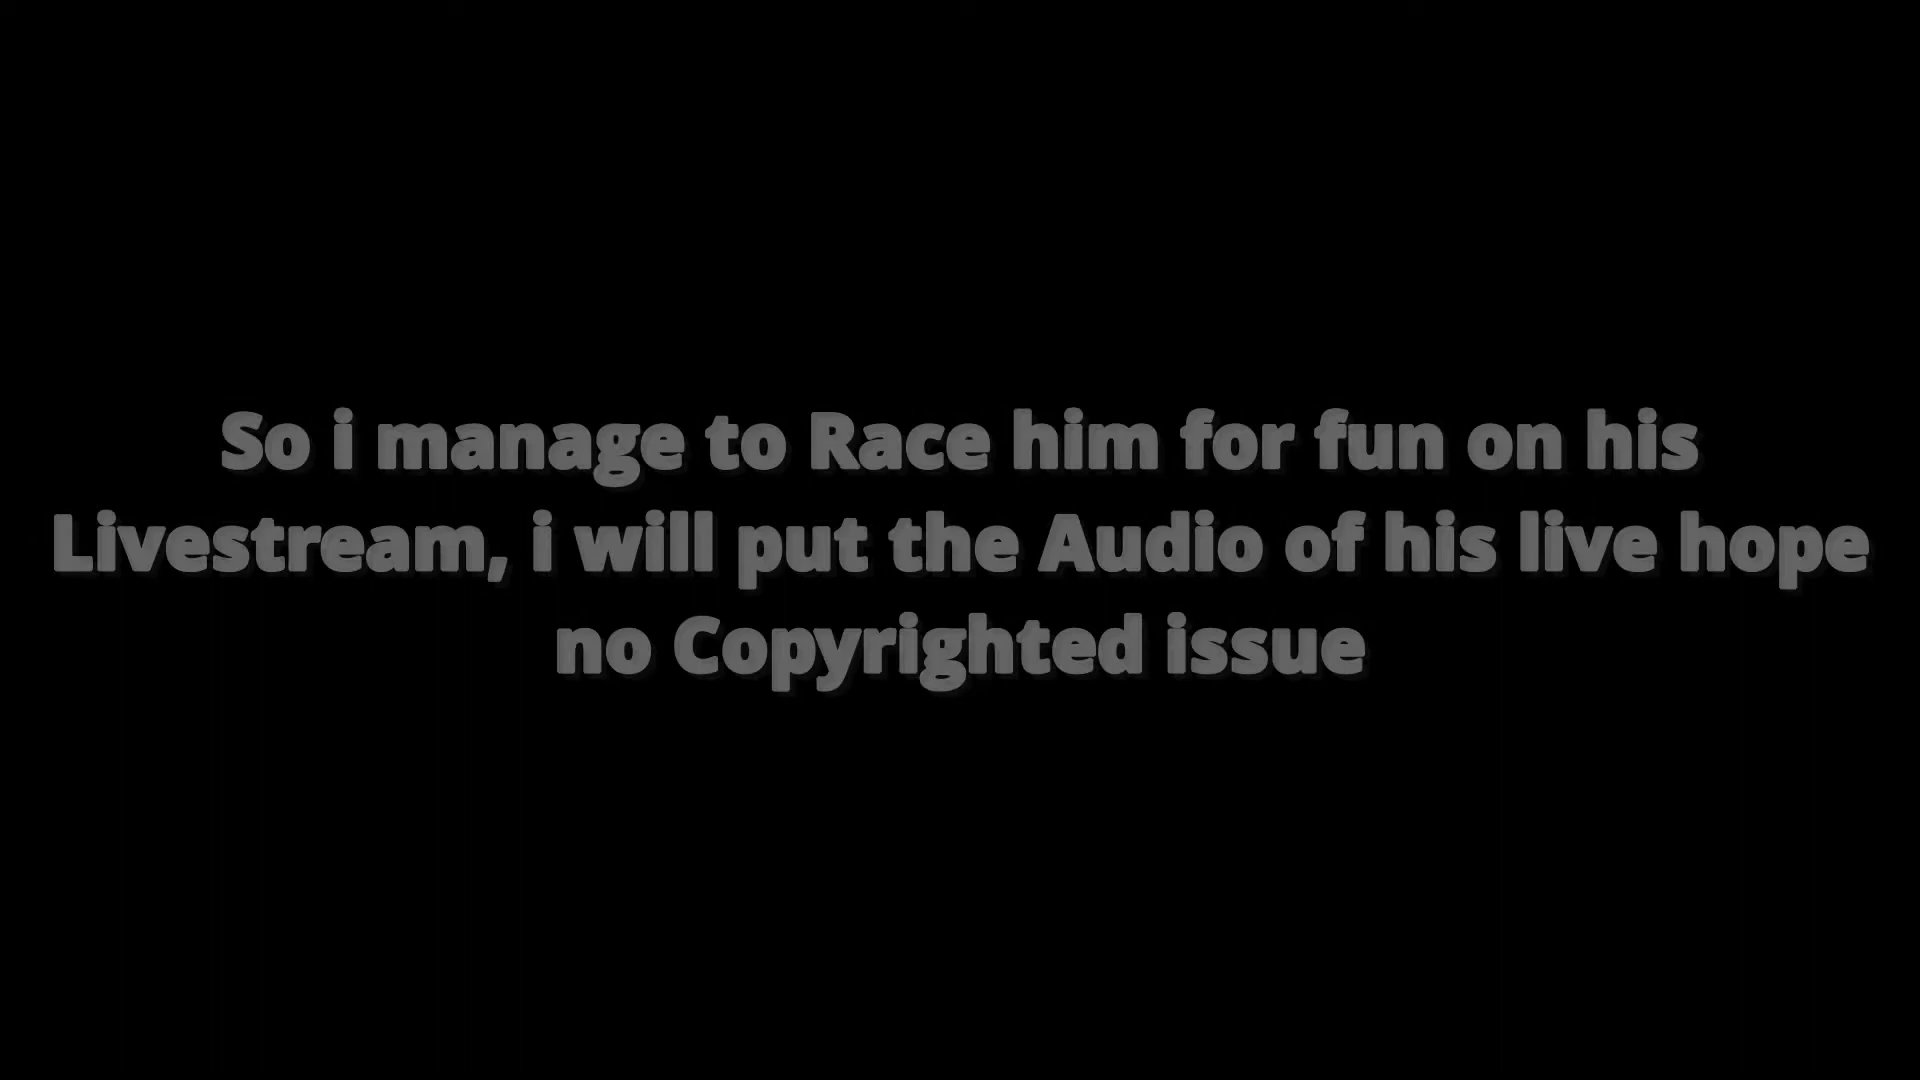 So i manage to Race him for fun on his
Livestream, i will put the Audio of his live hope
no Copyrighted issue